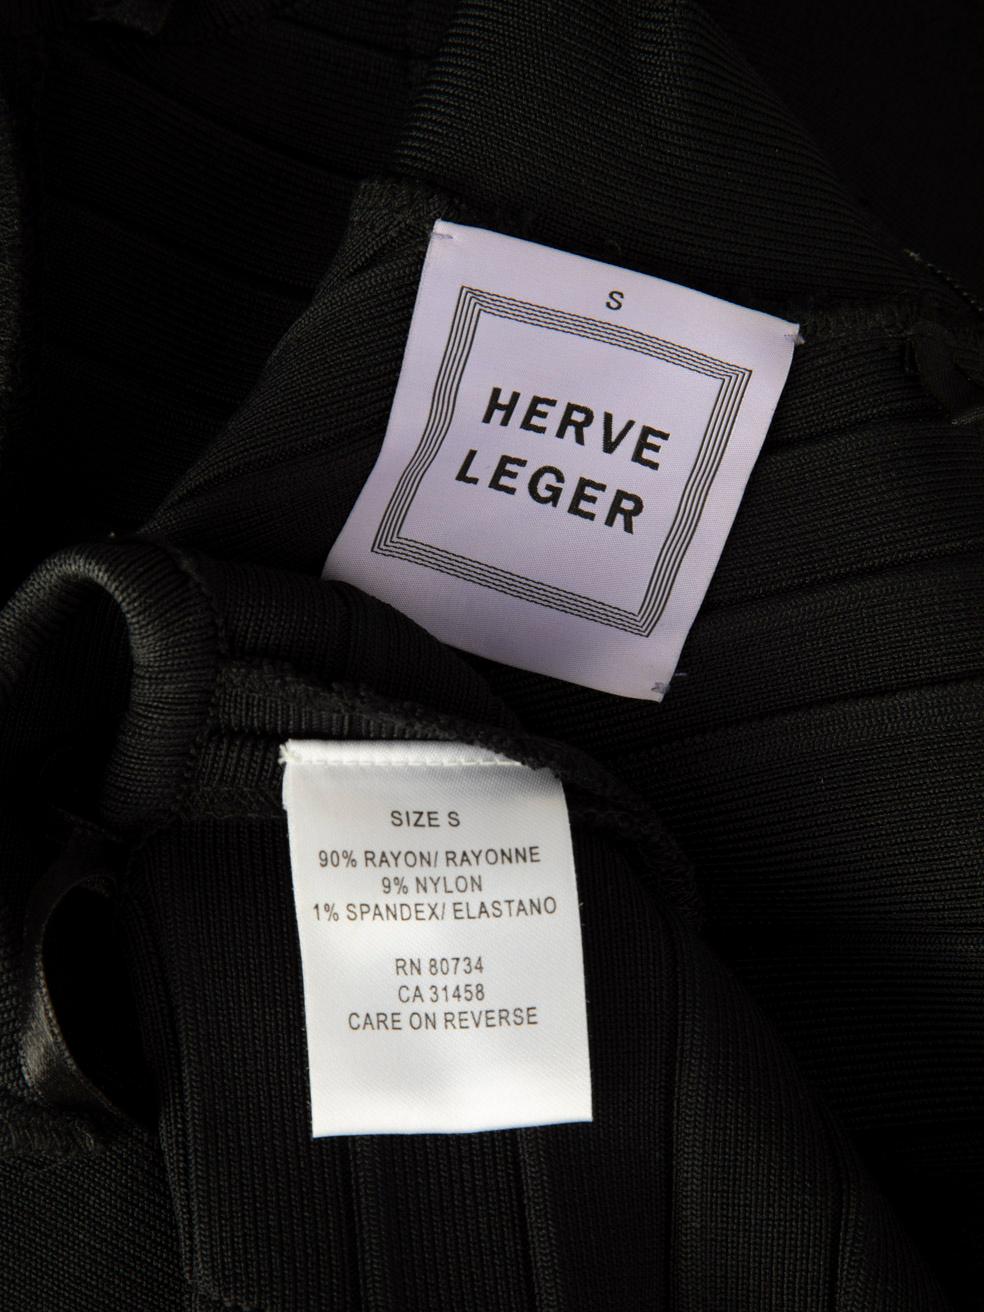 S
HERVE
LEGER
SIZE S
90% RAYON/ RAYONNE
9% NYLON
1% SPANDEX/ ELASTANO
RN 80734
CA 31458
CARE ON REVERSE